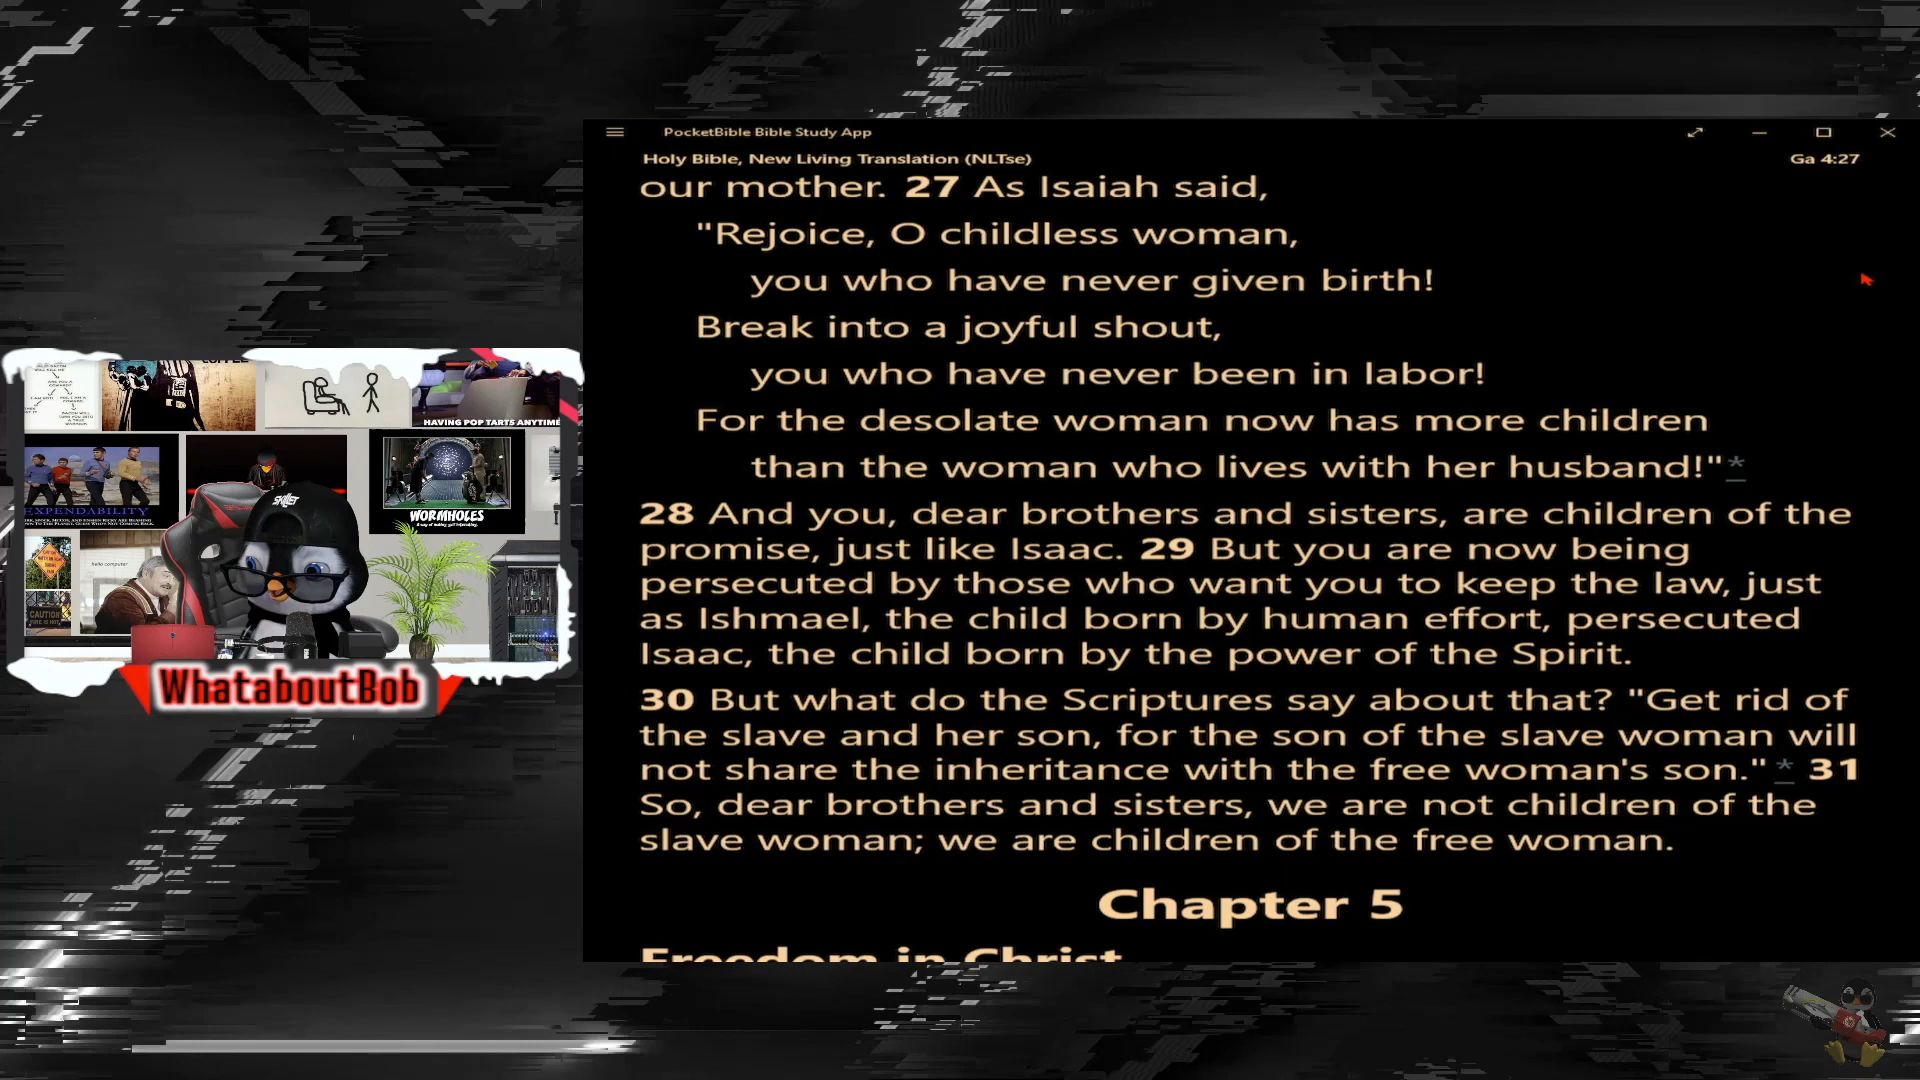 PocketBible Bible Study App
Holy Bible, New Living Translation (NLTse)
Ga 4:27
our mother. 27 As Isaiah said,
"Rejoice, O childless woman,
you who have never given birth!
Break into a joyful shout,
you who have never been in labor!
For the desolate woman now has more children
than the woman who lives with her husband!"*
28 And you, dear brothers and sisters, are children of the
promise, just like Isaac. 29 But you are now being
persecuted by those who want you to keep the law, just
as Ishmael, the child born by human effort, persecuted
Isaac, the child born by the power of the Spirit.
30 But what do the Scriptures say about that? "Get rid of
the slave and her son, for the son of the slave woman will
not share the inheritance with the free woman's son."* 31
So, dear brothers and sisters, we are not children of the
slave woman; we are children of the free woman.
Chapter 5
Freedom in Christ
HAVING POP TARTS ANYTIME
EXPENDABILITY
WORMHOLES
hello computer
CAUTION
SKILLET
WhataboutBob